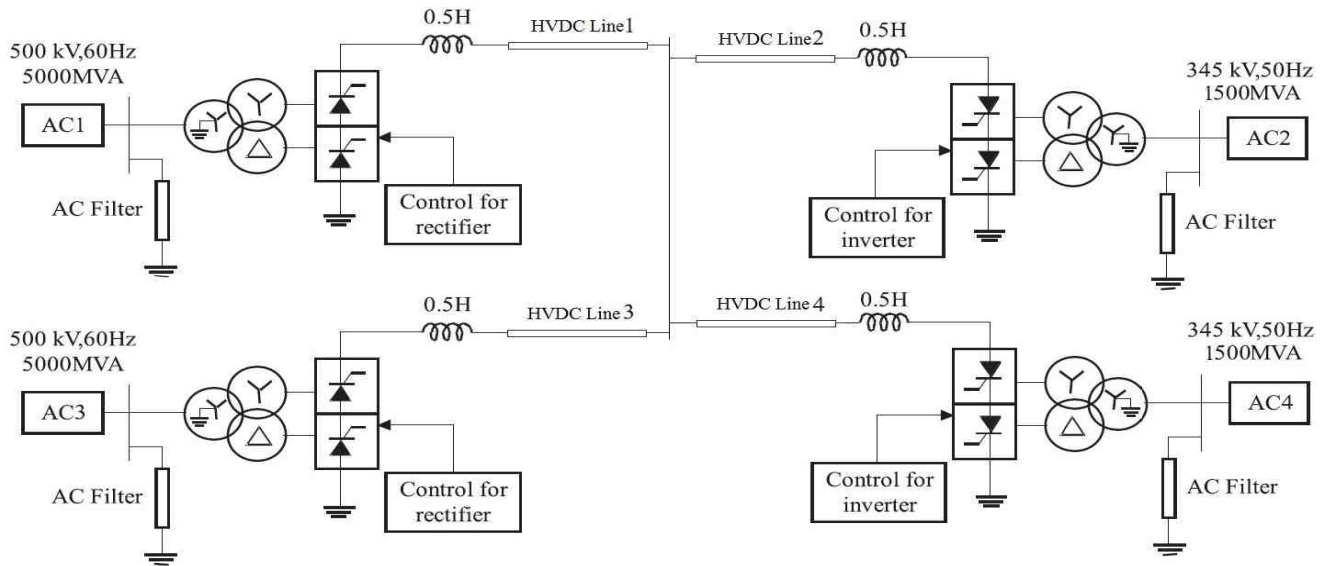 0.5H
HVDC Line1
HVDC Line2
0.5H
500 kV,60Hz
5000MVA
AC1
345 kV,50Hz
1500MVA
AC2
AC Filter
Control for
rectifier
Control for
inverter
AC Filter
0.5H
HVDC Line3
HVDC Line 4
0.5H
500 kV,60Hz
5000MVA
AC3
345 kV,50Hz
1500MVA
AC4
AC Filter
Control for
rectifier
Control for
inverter
AC Filter